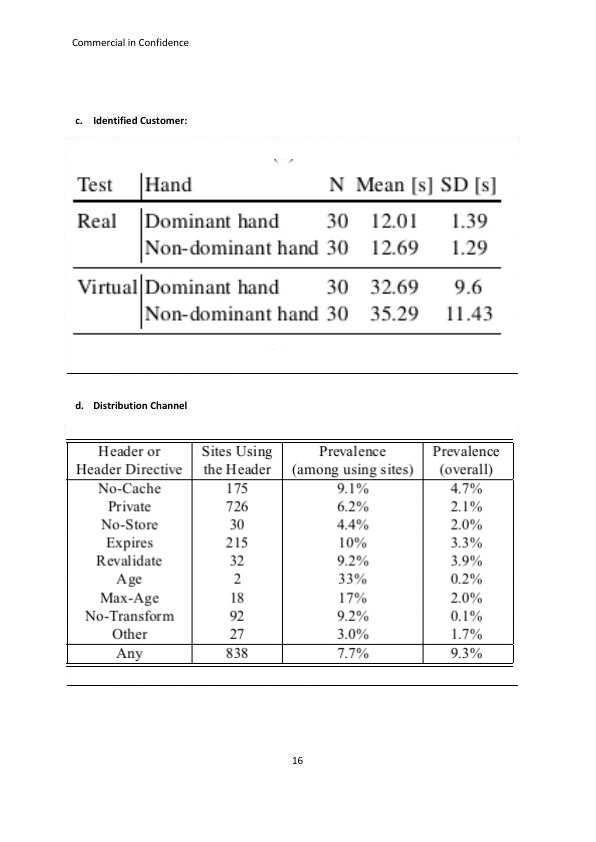 Commercial in Confidence
c. Identified Customer:
Test Hand N Mean [s] SD [s]
Real Dominant hand 30 12.01 1.39
Non-dominant hand 30 12.69 1.29
Virtual Dominant hand 30 32.69 9.6
Non-dominant hand 30 35.29 11.43
d. Distribution Channel
Header or Sites Using Prevalence Prevalence
Header Directive the Header (among using sites) (overall)
No-Cache 175 9.1% 4.7%
Private 726 6.2% 2.1%
No-Store 30 4.4% 2.0%
Expires 215 10% 3.3%
Revalidate 32 9.2% 3.9%
Age 2 33% 0.2%
Max-Age 18 17% 2.0%
No-Transform 92 9.2% 0.1%
Other 27 3.0% 1.7%
Any 838 7.7% 9.3%
16